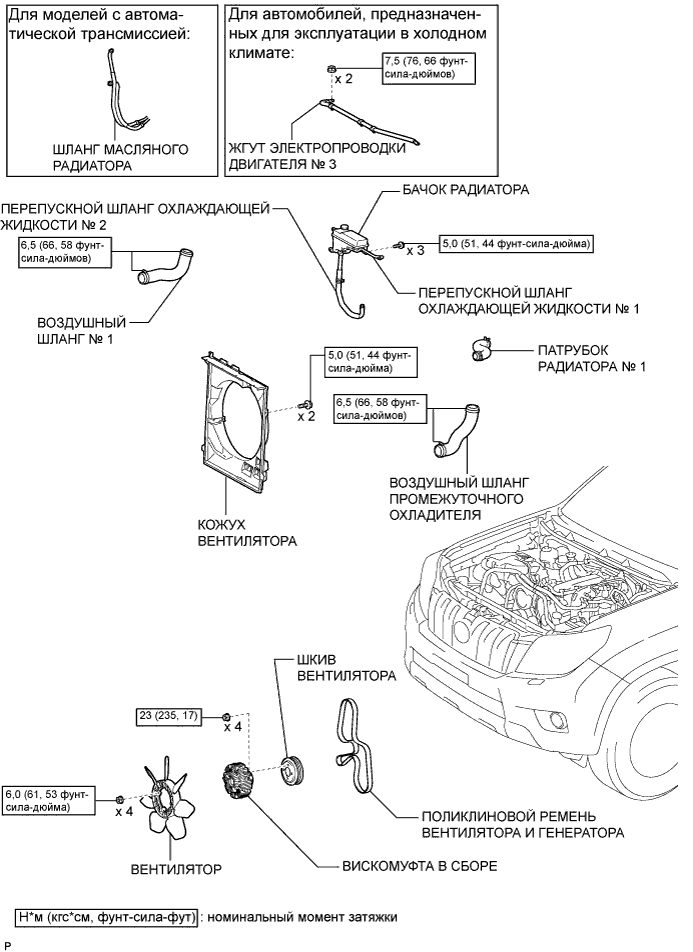 Для моделей с автома-
тической трансмиссией:
ШЛАНГ МАСЛЯНОГО
РАДИАТОРА
Для автомобилей, предназначен-
ных для эксплуатации в холодном
климате:
7,5 (76, 66 фунт-
сила-дюймов)
x 2
ЖГУТ ЭЛЕКТРОПРОВОДКИ
ДВИГАТЕЛЯ № 3
БАЧОК РАДИАТОРА
ПЕРЕПУСКНОЙ ШЛАНГ ОХЛАЖДАЮЩЕЙ
ЖИДКОСТИ № 2
6,5 (66, 58 фунт-
сила-дюймов)
x 3
5,0 (51, 44 фунт-сила-дюйма)
ПЕРЕПУСКНОЙ ШЛАНГ
ОХЛАЖДАЮЩЕЙ ЖИДКОСТИ № 1
ВОЗДУШНЫЙ
ШЛАНГ № 1
5,0 (51, 44 фунт-
сила-дюйма)
x 2
ПАТРУБОК
РАДИАТОРА № 1
6,5 (66, 58 фунт-
сила-дюймов)
ВОЗДУШНЫЙ ШЛАНГ
ПРОМЕЖУТОЧНОГО
ОХЛАДИТЕЛЯ
КОЖУХ
ВЕНТИЛЯТОРА
ШКИВ
ВЕНТИЛЯТОРА
23 (235, 17)
x 4
6,0 (61, 53 фунт-
сила-дюйма)
x 4
ПОЛИКЛИНОВОЙ РЕМЕНЬ
ВЕНТИЛЯТОРА И ГЕНЕРАТОРА
ВЕНТИЛЯТОР
ВИСКОМУФТА В СБОРЕ
Н*м (кгс*см, фунт-сила-фут) : номинальный момент затяжки
P